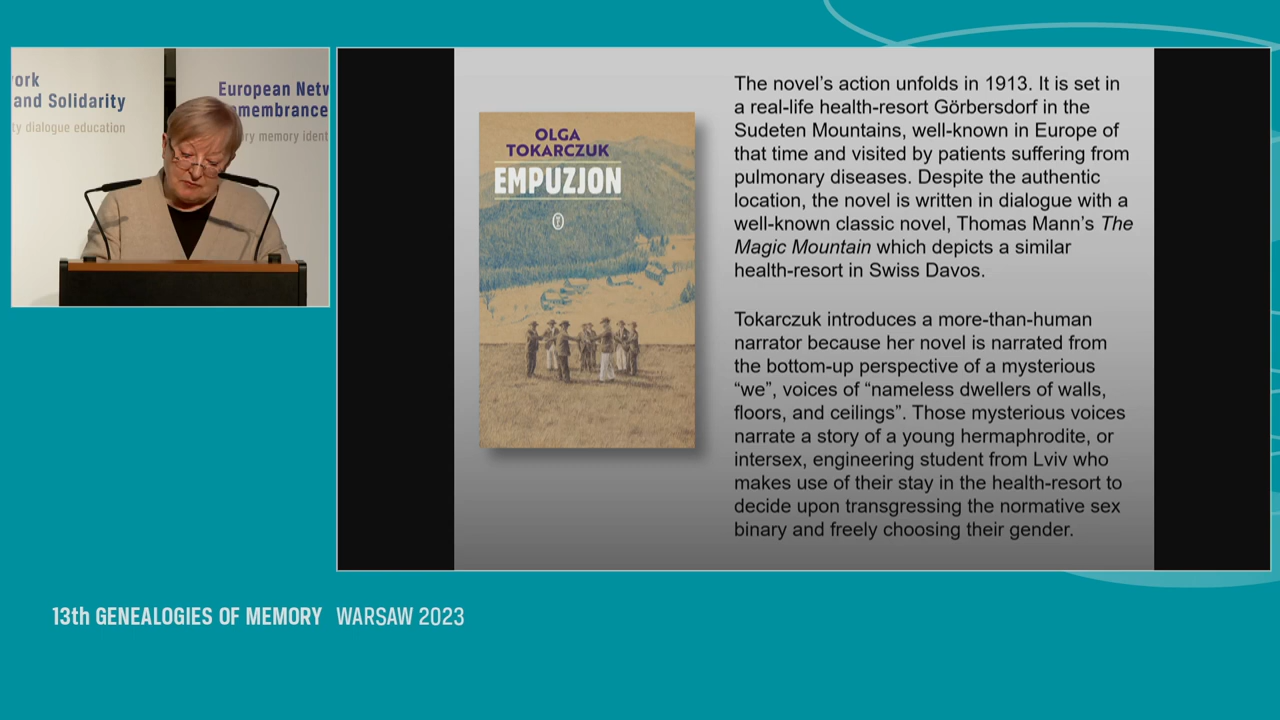 ork
and Solidarity
ty dialogue education
European Netw
emembrance
ry memory ident
OLGA
TOKARCZUK
EMPUZJON
The novel's action unfolds in 1913. It is set in
a real-life health-resort Görbersdorf in the
Sudeten Mountains, well-known in Europe of
that time and visited by patients suffering from
pulmonary diseases. Despite the authentic
location, the novel is written in dialogue with a
well-known classic novel, Thomas Mann's The
Magic Mountain which depicts a similar
health-resort in Swiss Davos.
Tokarczuk introduces a more-than-human
narrator because her novel is narrated from
the bottom-up perspective of a mysterious
“we”, voices of “nameless dwellers of walls,
floors, and ceilings”. Those mysterious voices
narrate a story of a young hermaphrodite, or
intersex, engineering student from Lviv who
makes use of their stay in the health-resort to
decide upon transgressing the normative sex
binary and freely choosing their gender.
13th GENEALOGIES OF MEMORY WARSAW 2023